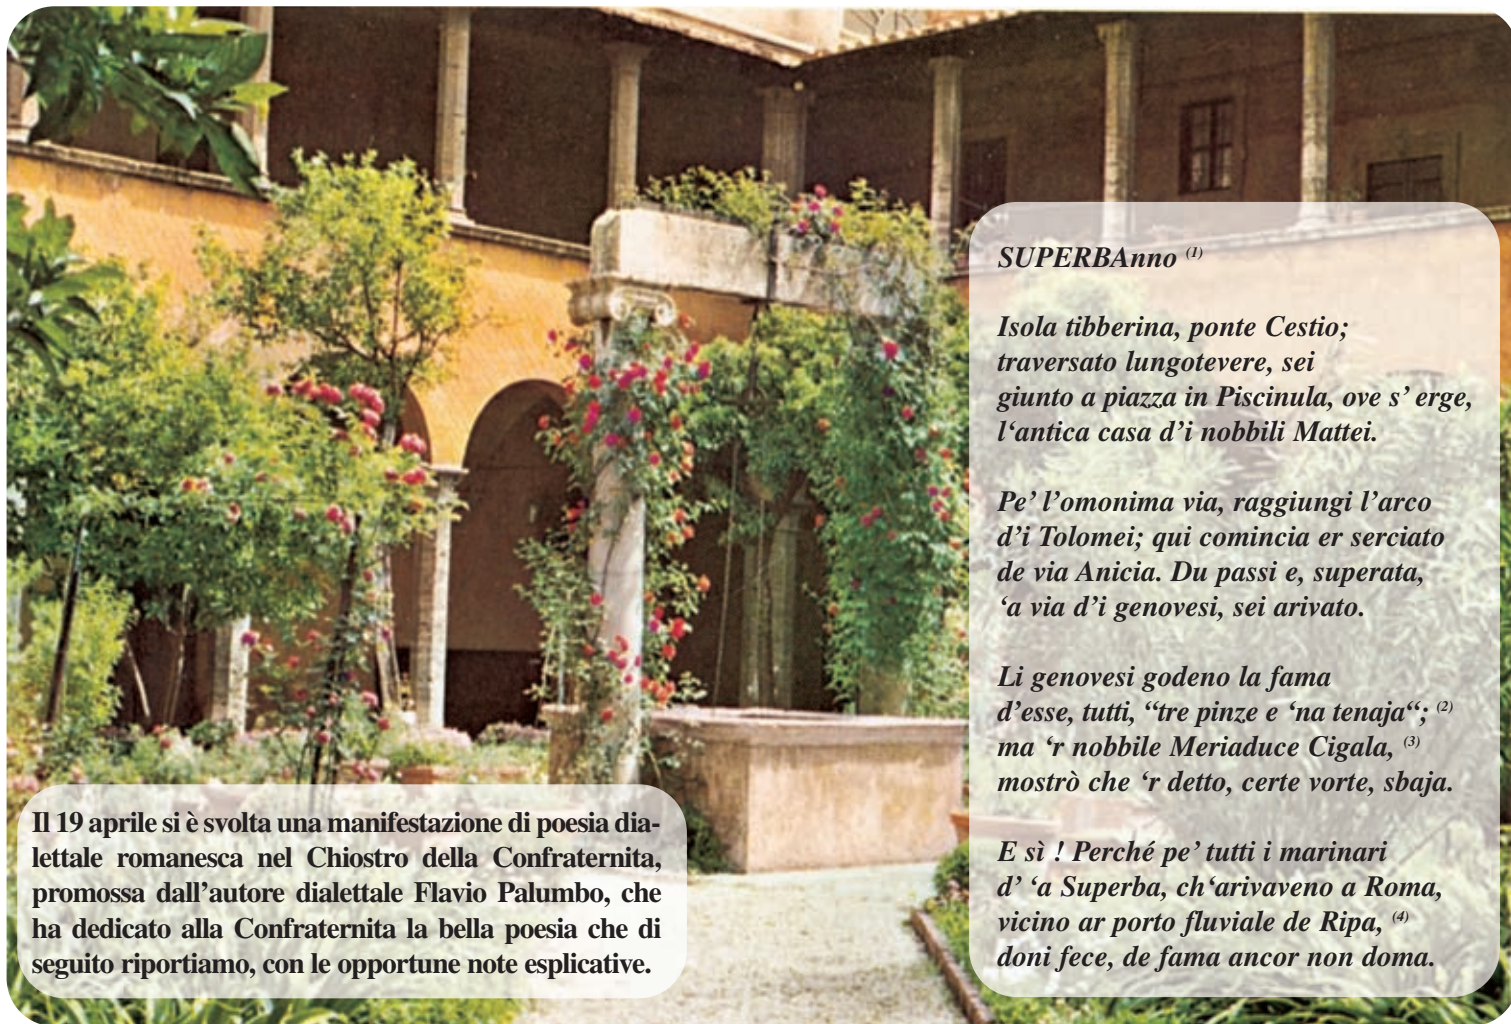 SUPERBAnno (1)
Isola tibberina, ponte Cestio;
traversato lungotevere, sei
giunto a piazza in Piscinula, ove s’ erge,
l‘antica casa d’i nobbili Mattei.
Pe’ l’omonima via, raggiungi l’arco
d’i Tolomei; qui comincia er serciato
de via Anicia. Du passi e, superata,
‘a via d’i genovesi, sei arivato.
Li genovesi godeno la fama
d’esse, tutti, “tre pinze e ‘na tenaja“; (2)
ma ‘r nobbile Meriaduce Cigala, (3)
mostrò che ‘r detto, certe vorte, sbaja.
E sì ! Perché pe’ tutti i marinari
d’ ‘a Superba, ch‘arivaveno a Roma,
vicino ar porto fluviale de Ripa, (4)
doni fece, de fama ancor non doma.
Il 19 aprile si è svolta una manifestazione di poesia dia-
lettale romanesca nel Chiostro della Confraternita,
promossa dall’autore dialettale Flavio Palumbo, che
ha dedicato alla Confraternita la bella poesia che di
seguito riportiamo, con le opportune note esplicative.